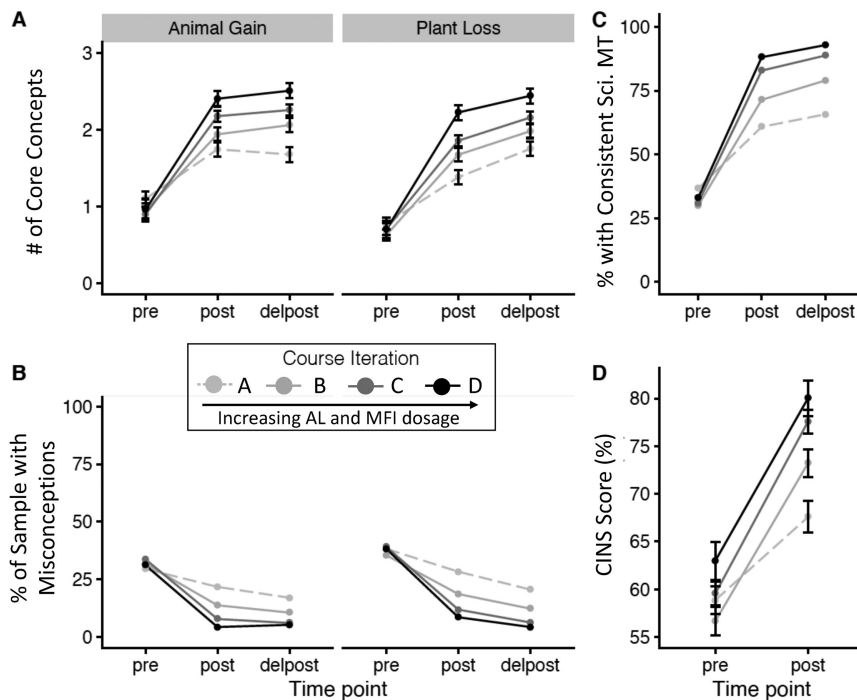 A
Animal Gain
Plant Loss
# of Core Concepts
3
2
1
0
pre
post
delpost
pre
post
delpost
C
% with Consistent Sci. MT
100
75
50
25
0
pre
post
delpost
Course Iteration
A B C D
Increasing AL and MFI dosage
B
% of Sample with
Misconceptions
100
75
50
25
0
pre
post
delpost
pre
post
delpost
Time point
D
CINS Score (%)
80
75
70
65
60
55
pre
post
Time point